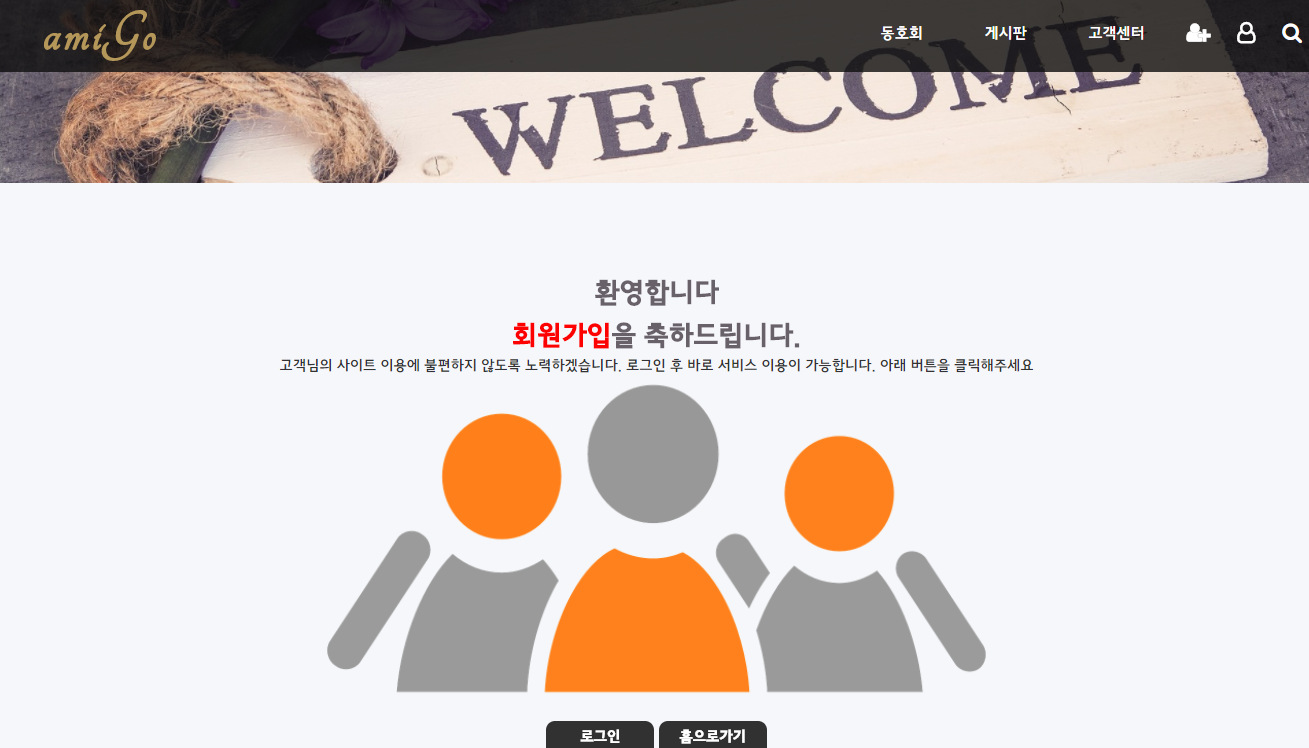 amiGo
동호회
게시판
고객센터
WELCOME
환영합니다
회원가입을 축하드립니다.
고객님의 사이트 이용에 불편하지 않도록 노력하겠습니다. 로그인 후 바로 서비스 이용이 가능합니다. 아래 버튼을 클릭해주세요
로그인
홈으로가기